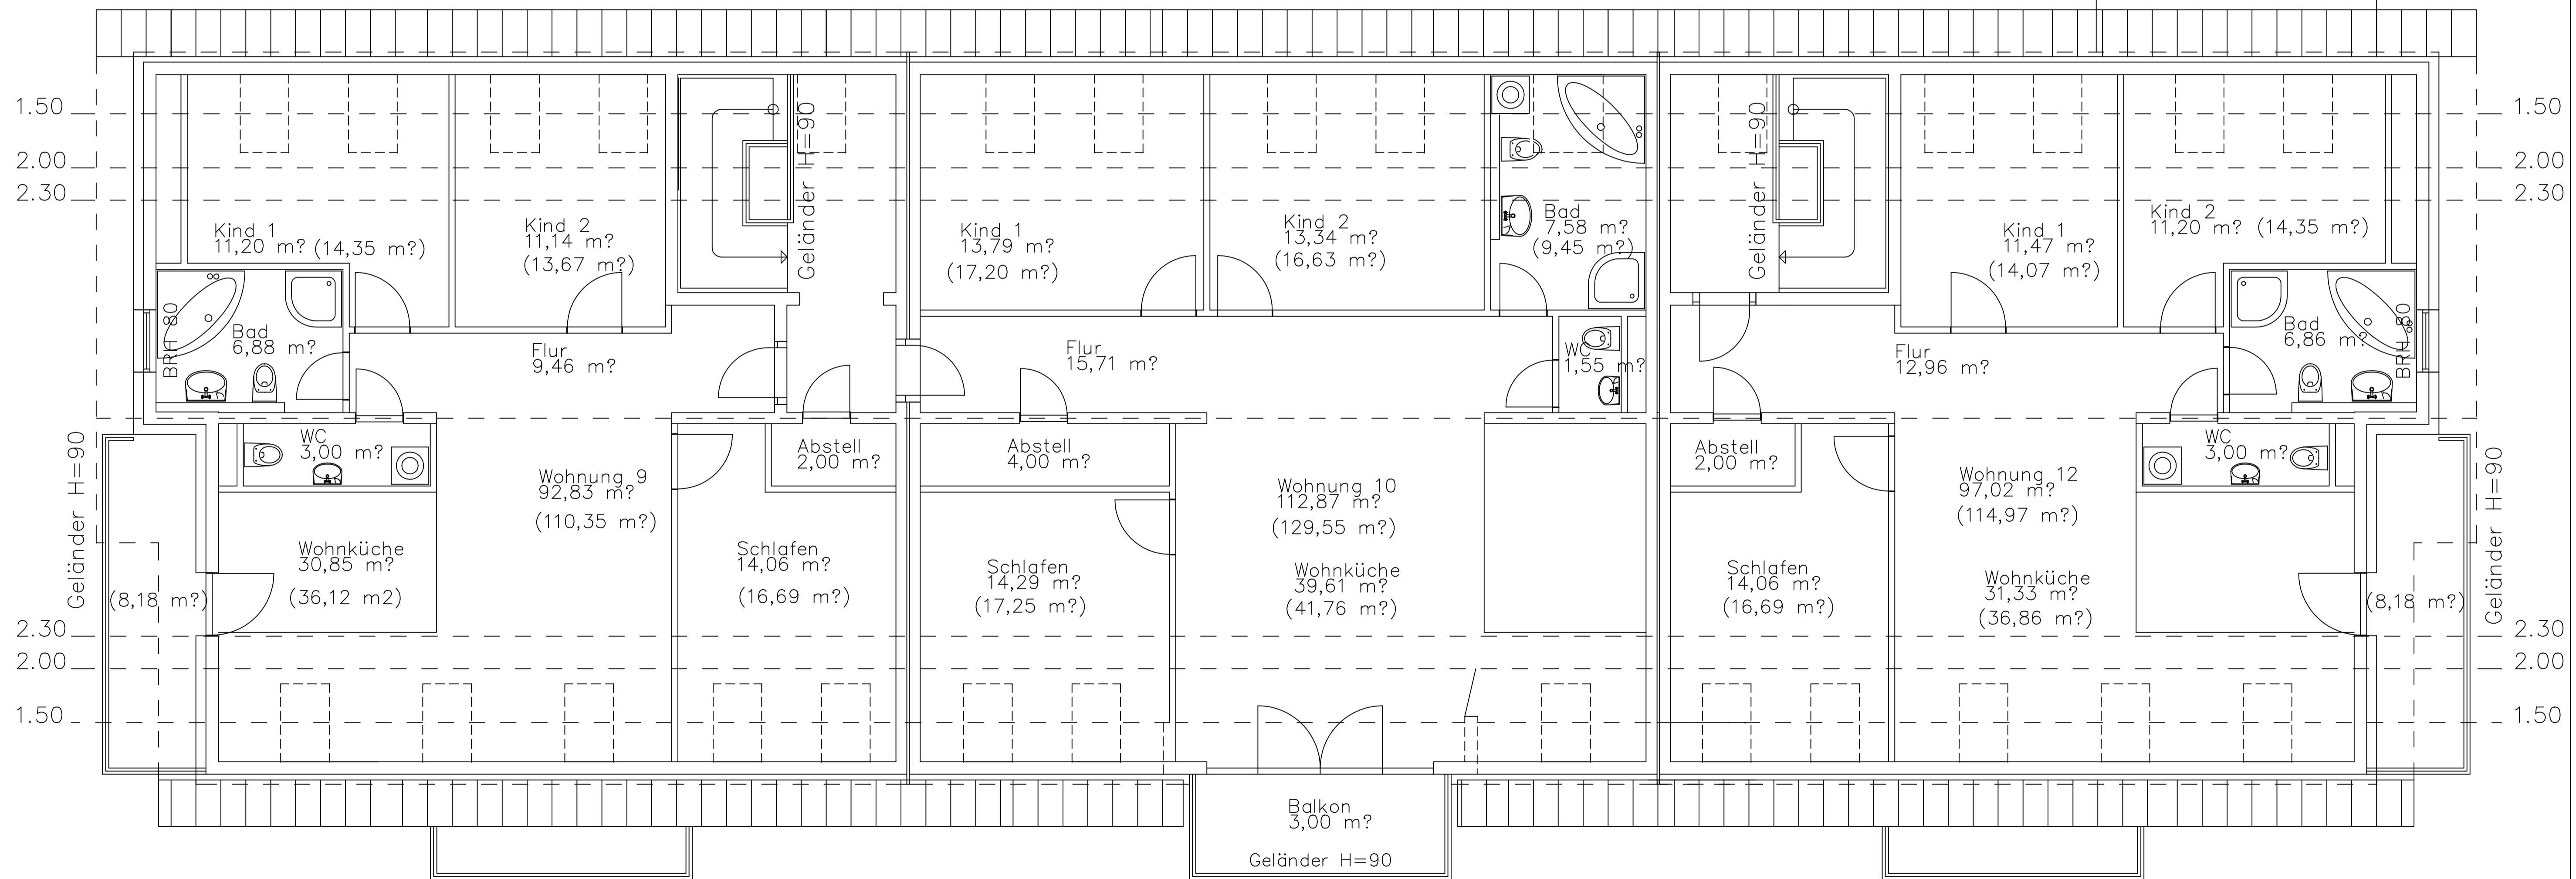 1.50
2.00
2.30
2.30
2.00
1.50
Geländer H=90
(8,18 m?)
Kind 1
11,20 m? (14,35 m?)
Kind 2
11,14 m?
(13,67 m?)
Geländer H=90
BRH 80
Bad
6,88 m?
Flur
9,46 m?
WC
3,00 m?
Wohnung 9
92,83 m?
(110,35 m?)
Wohnküche
30,85 m?
(36,12 m2)
Abstell
2,00 m?
Schlafen
14,06 m?
(16,69 m?)
Kind 1
13,79 m?
(17,20 m?)
Kind 2
13,34 m?
(16,63 m?)
Bad
7,58 m?
(9,45 m?)
Flur
15,71 m?
WC
1,55 m?
Abstell
4,00 m?
Schlafen
14,29 m?
(17,25 m?)
Wohnung 10
112,87 m?
(129,55 m?)
Wohnküche
39,61 m?
(41,76 m?)
Balkon
3,00 m?
Geländer H=90
Geländer H=90
Kind 1
11,47 m?
(14,07 m?)
Kind 2
11,20 m? (14,35 m?)
Flur
12,96 m?
Bad
6,86 m?
BRH 80
Abstell
2,00 m?
Schlafen
14,06 m?
(16,69 m?)
Wohnung 12
97,02 m?
(114,97 m?)
WC
3,00 m?
Wohnküche
31,33 m?
(36,86 m?)
(8,18 m?)
Geländer H=90
1.50
2.00
2.30
2.30
2.00
1.50